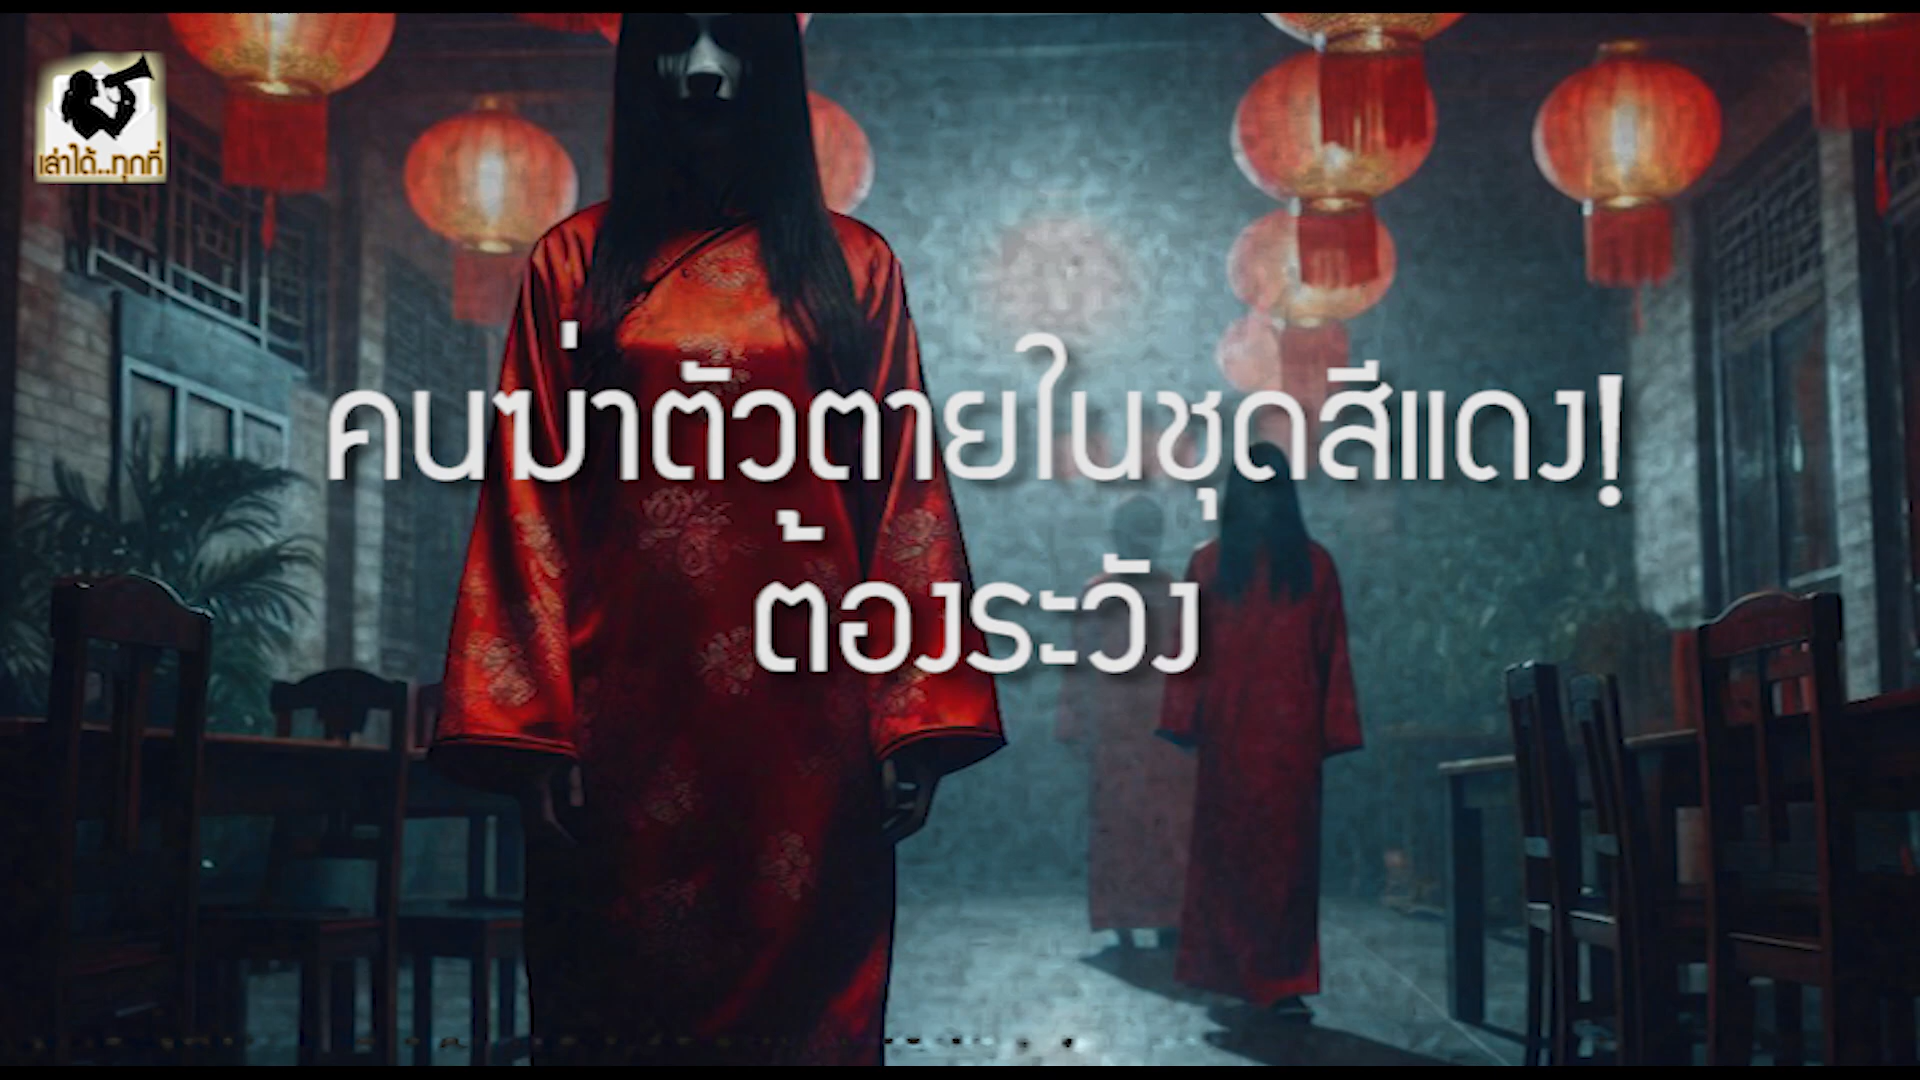 เล่าได้..ทุกที่
คนฆ่าตัวตายในชุดสีแดง!
ต้องระวัง